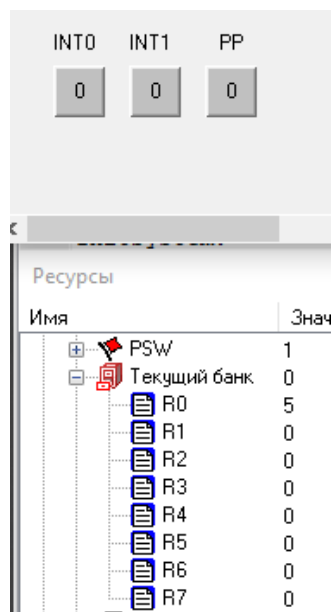 INT0 INT1 PP
0 0 0
Ресурсы
Имя Знач
PSW 1
Текущий банк 0
R0 5
R1 0
R2 0
R3 0
R4 0
R5 0
R6 0
R7 0